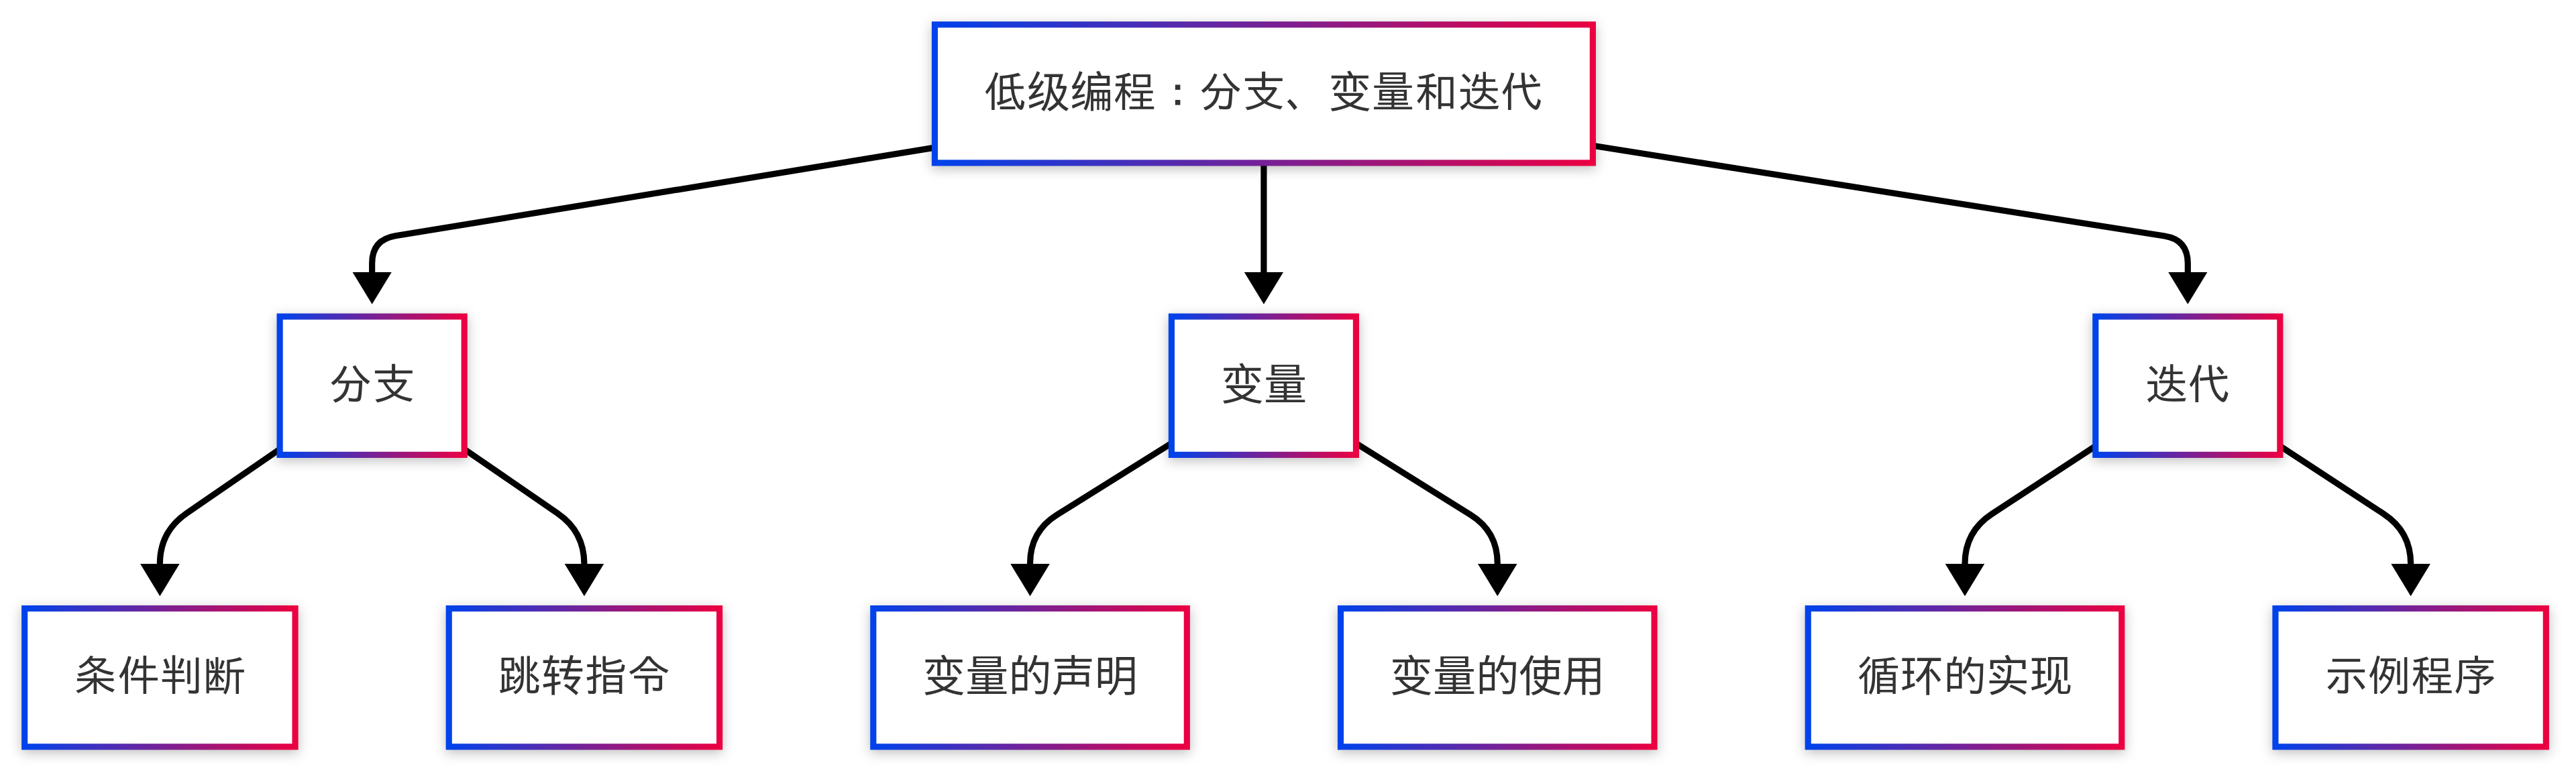 低级编程：分支、变量和迭代
分支
变量
迭代
条件判断
跳转指令
变量的声明
变量的使用
循环的实现
示例程序